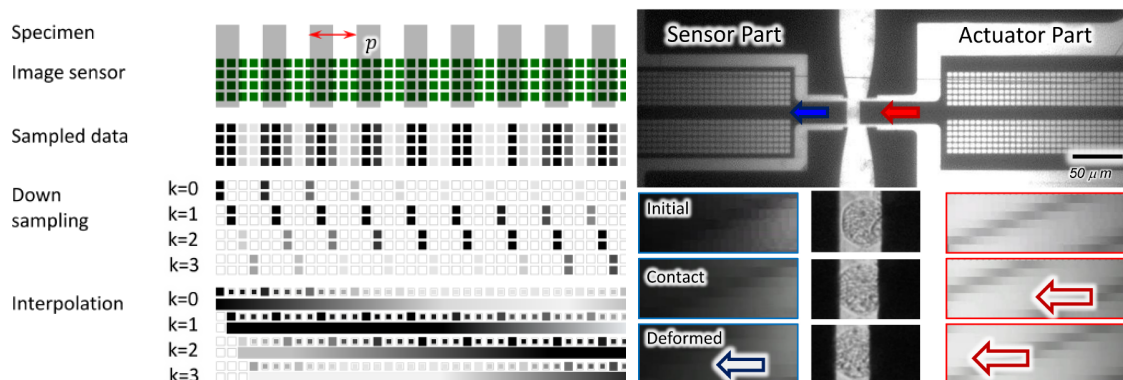 Specimen
p
Image sensor
Sampled data
Down
sampling
k=0
k=1
k=2
k=3
Interpolation
k=0
k=1
k=2
k=3
Sensor Part
Actuator Part
50 μm
Initial
Contact
Deformed